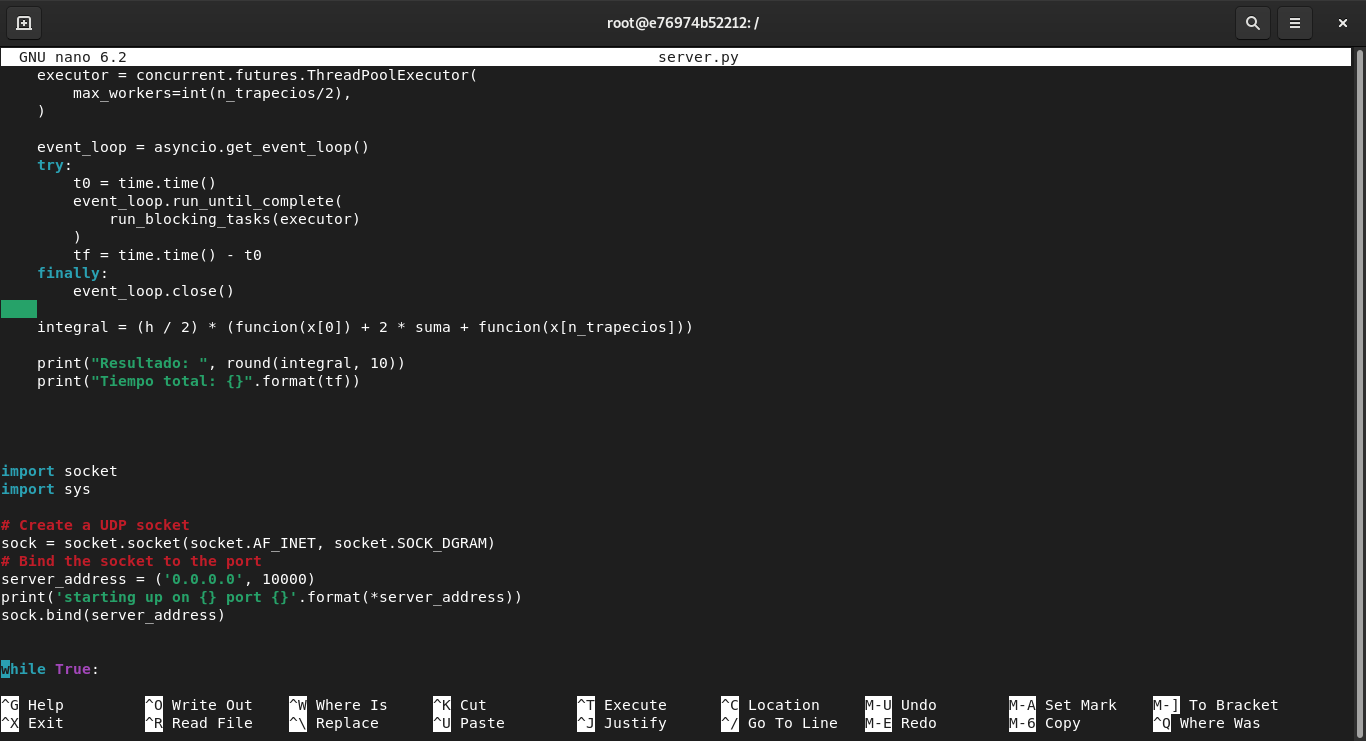 root@e76974b52212: /
GNU nano 6.2 server.py
    executor = concurrent.futures.ThreadPoolExecutor(
        max_workers=int(n_trapecios/2),
    )
    event_loop = asyncio.get_event_loop()
    try:
        t0 = time.time()
        event_loop.run_until_complete(
            run_blocking_tasks(executor)
        )
        tf = time.time() - t0
    finally:
        event_loop.close()
    integral = (h / 2) * (funcion(x[0]) + 2 * suma + funcion(x[n_trapecios]))
    print("Resultado: ", round(integral, 10))
    print("Tiempo total: {}".format(tf))
import socket
import sys
# Create a UDP socket
sock = socket.socket(socket.AF_INET, socket.SOCK_DGRAM)
# Bind the socket to the port
server_address = ('0.0.0.0', 10000)
print('starting up on {} port {}'.format(*server_address))
sock.bind(server_address)
while True:
^G Help ^O Write Out ^W Where Is ^K Cut ^T Execute ^C Location M-U Undo M-A Set Mark M-] To Bracket
^X Exit ^R Read File ^\ Replace ^U Paste ^J Justify ^/ Go To Line M-E Redo M-6 Copy ^Q Where Was